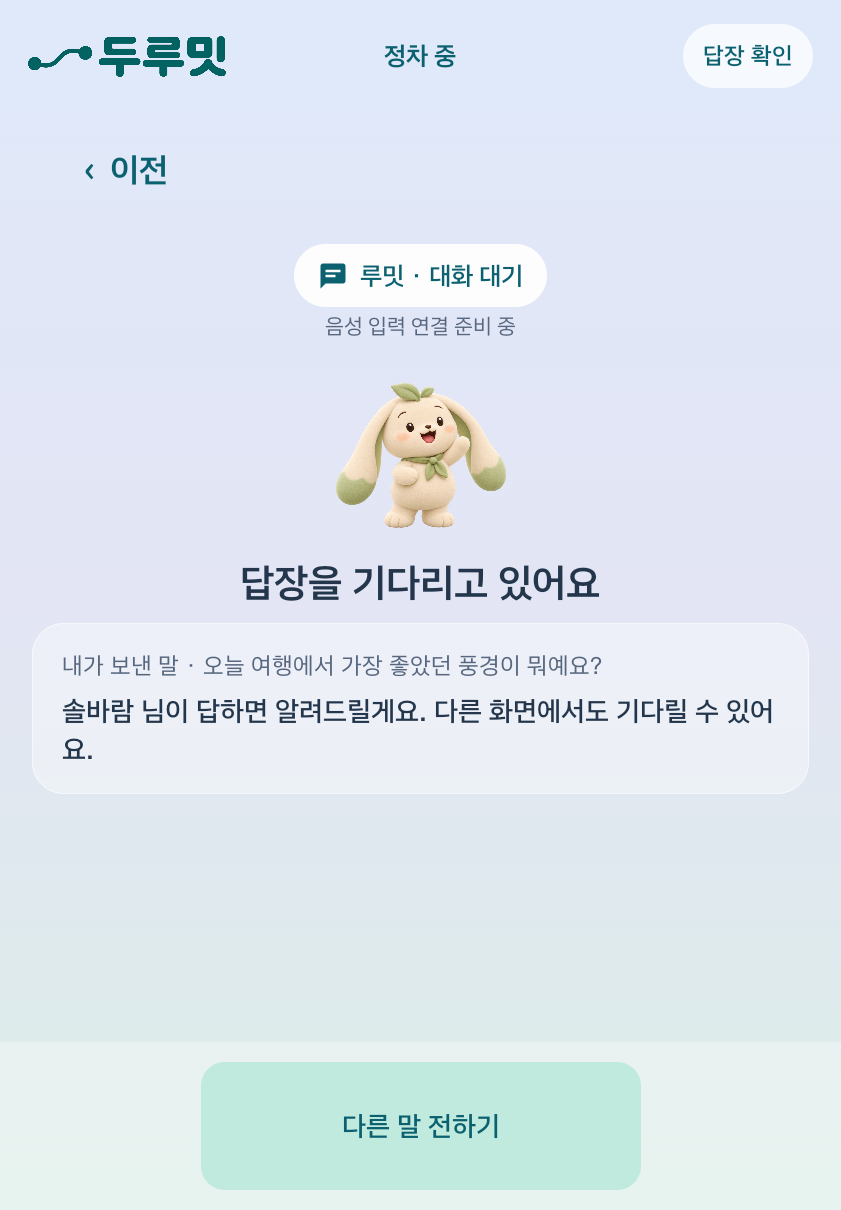 두루밋
정차 중
답장 확인
‹ 이전
루밋 · 대화 대기
음성 입력 연결 준비 중
답장을 기다리고 있어요
내가 보낸 말 · 오늘 여행에서 가장 좋았던 풍경이 뭐예요?
솔바람 님이 답하면 알려드릴게요. 다른 화면에서도 기다릴 수 있어
요.
다른 말 전하기